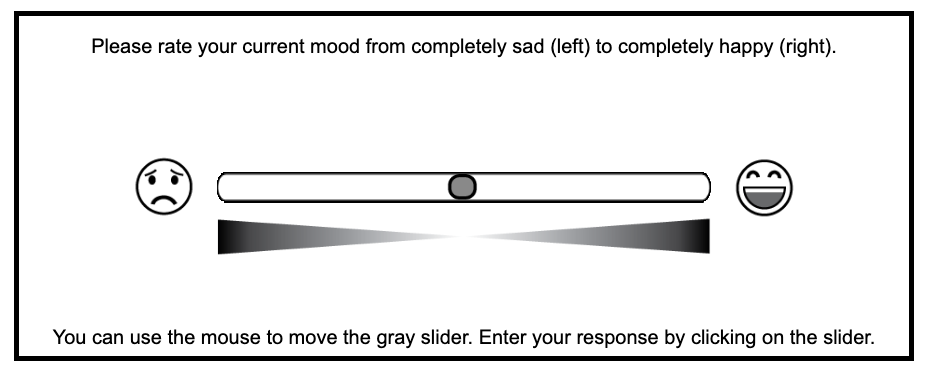 Please rate your current mood from completely sad (left) to completely happy (right).
You can use the mouse to move the gray slider. Enter your response by clicking on the slider.